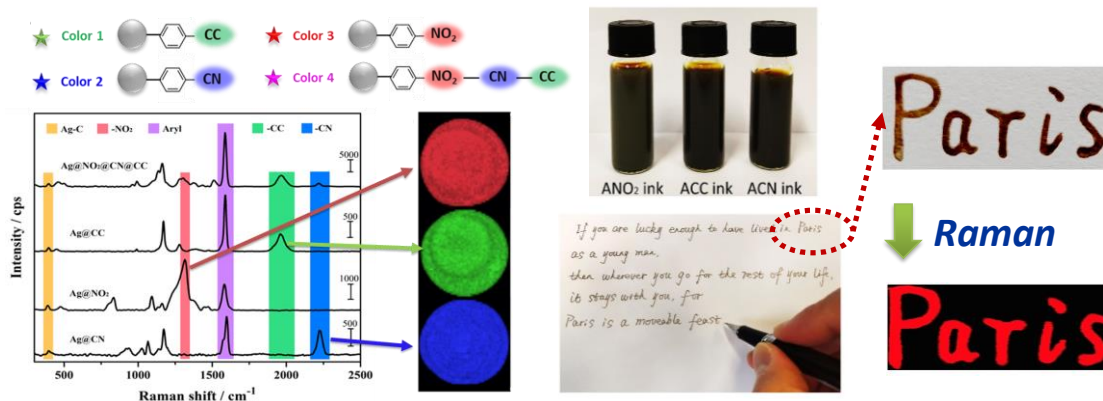 Color 1
CC
Color 3
NO₂
Color 2
CN
Color 4
NO₂
CN
CC
Ag-C
-NO₂
Aryl
-CC
-CN
Ag@NO₂@CN@CC
5000
Ag@CC
500
Ag@NO₂
1000
Ag@CN
500
Intensity / cps
500
1000
1500
2000
2500
Raman shift / cm⁻¹
ANO₂ ink
ACC ink
ACN ink
If you are lucky enough to have lived in Paris
as a young man,
then wherever you go for the rest of your life,
it stays with you, for
Paris is a moveable feast
Paris
Raman
Paris